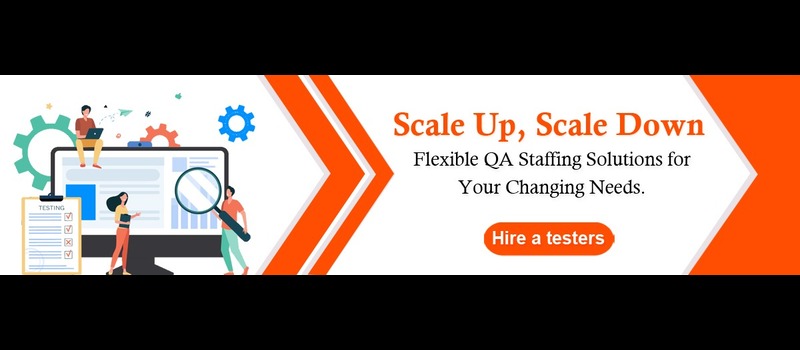 TESTING
Scale Up, Scale Down
Flexible QA Staffing Solutions for
Your Changing Needs.
Hire a testers